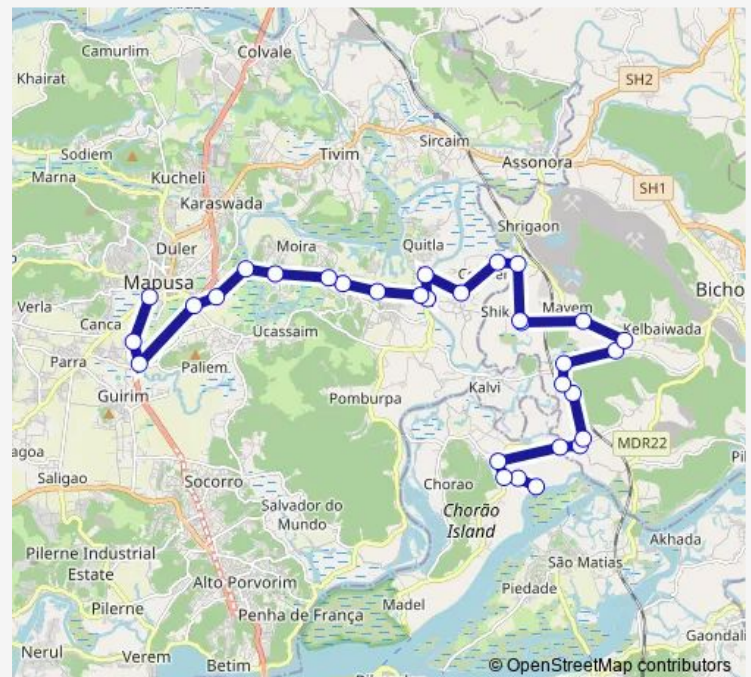 Camurlim
Colvale
Khairat
SH2
Sircaim
Sodiem
Tivim
Assonora
Marna
Kucheli
SH1
Karaswada
Shrigaon
Duler
Moira
Quitla
Mapusa
Bicho
Verla
Canca
Shik
Mayem
Kelbaiwada
Ucassaim
Parra
Paliem
Kalvi
Guirim
Pomburpa
MDR22
agoa
Saligao
Socorro
Chorao
Salvador do
Mundo
Chorão
Island
Akhada
Pilerne Industrial
Estate
São Matias
Alto Porvorim
Piedade
Pilerne
Penha de França
Madel
Gaondali
Nerul
Verem
Betim
© OpenStreetMap contributors